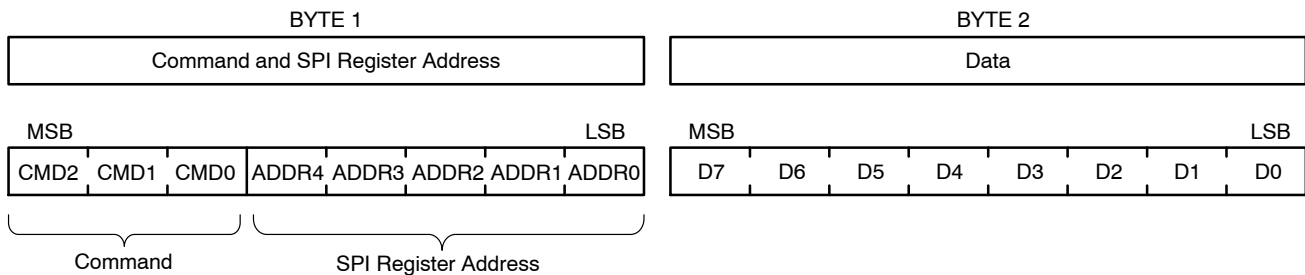 BYTE 1 BYTE 2
Command and SPI Register Address Data
MSB LSB MSB LSB
CMD2 CMD1 CMD0 ADDR4 ADDR3 ADDR2 ADDR1 ADDR0 D7 D6 D5 D4 D3 D2 D1 D0
Command SPI Register Address